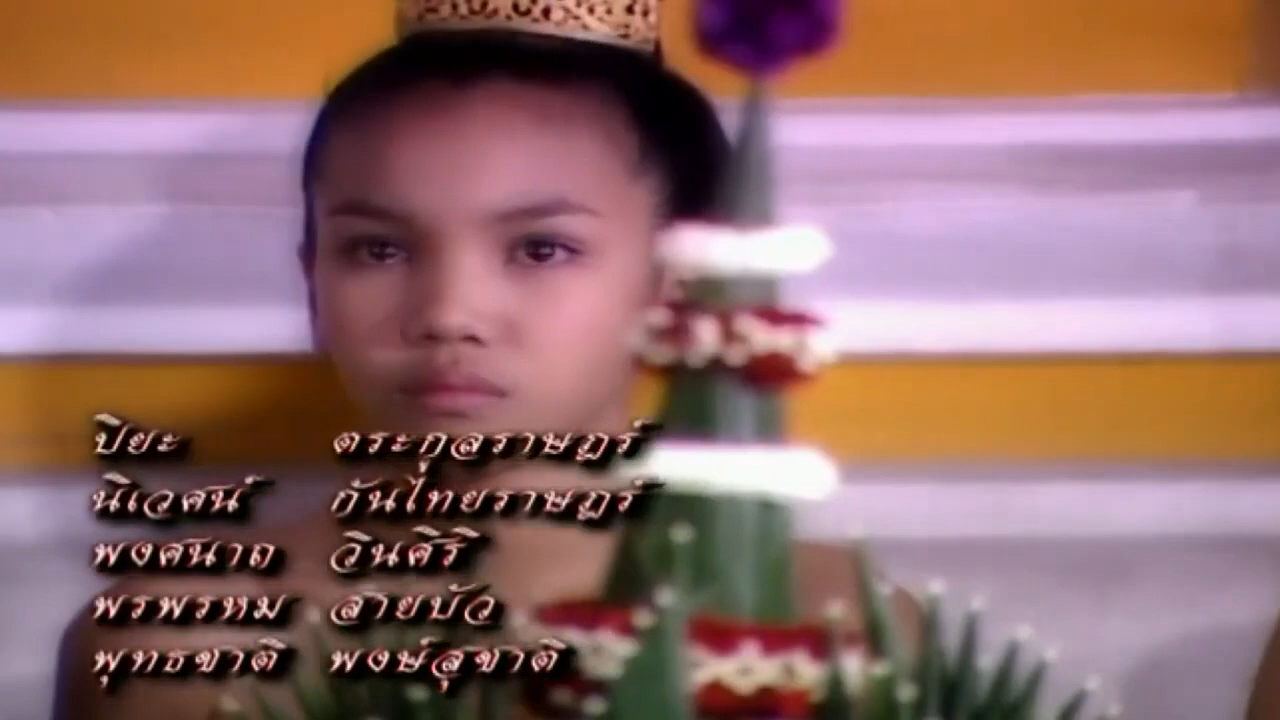 ปิยะ ตระกูลราษฎร์
นิเวศน์ กันไทยราษฎร์
พงศนาถ วินศิริ
พรพรหม สายบัว
พุทธชาติ พงษ์สุชาติ